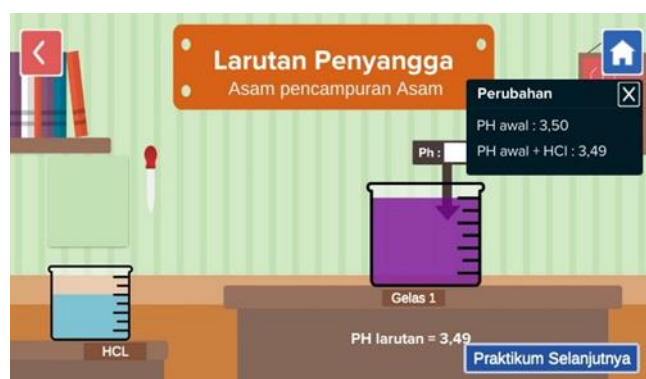 Larutan Penyangga
Asam pencampuran Asam
Perubahan X
PH awal : 3,50
PH awal + HCl : 3,49
Ph :
Gelas 1
HCL
PH larutan = 3,49
Praktikum Selanjutnya